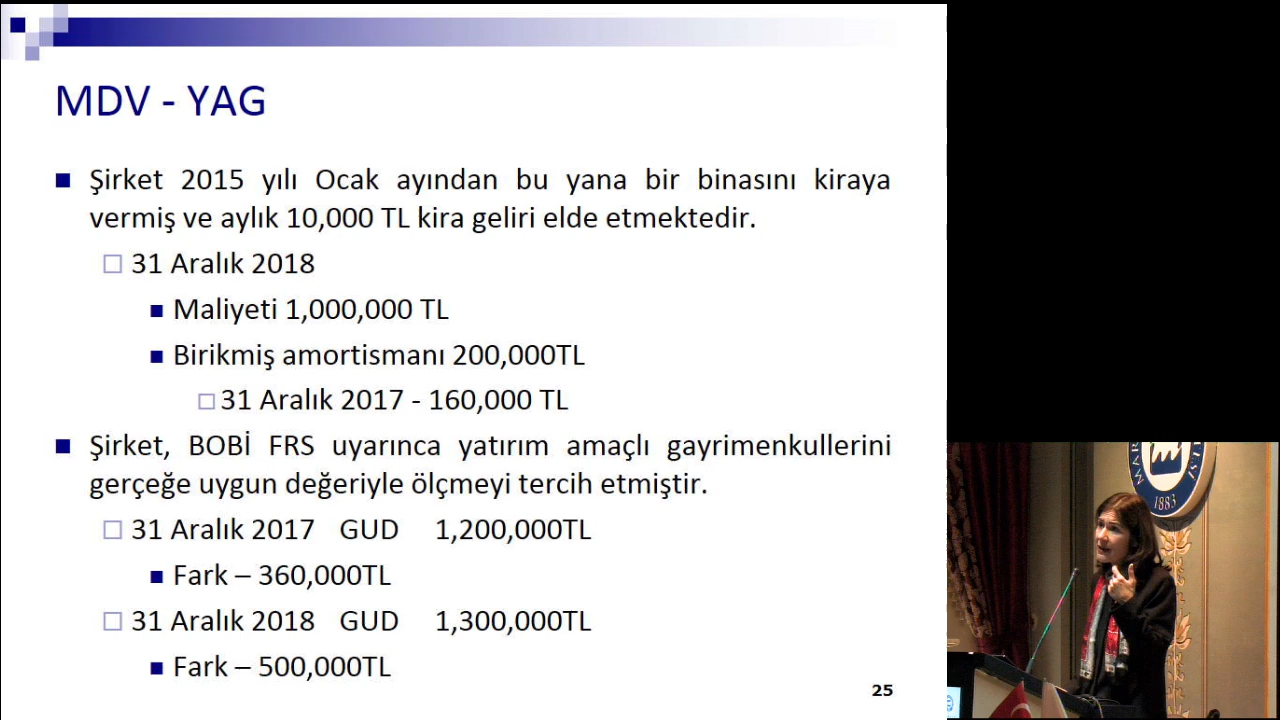 MDV - YAG
Şirket 2015 yılı Ocak ayından bu yana bir binasını kiraya
vermiş ve aylık 10,000 TL kira geliri elde etmektedir.
31 Aralık 2018
Maliyeti 1,000,000 TL
Birikmiş amortismanı 200,000TL
31 Aralık 2017 - 160,000 TL
Şirket, BOBİ FRS uyarınca yatırım amaçlı gayrimenkullerini
gerçeğe uygun değeriyle ölçmeyi tercih etmiştir.
31 Aralık 2017 GUD 1,200,000TL
Fark – 360,000TL
31 Aralık 2018 GUD 1,300,000TL
Fark – 500,000TL
25
1883